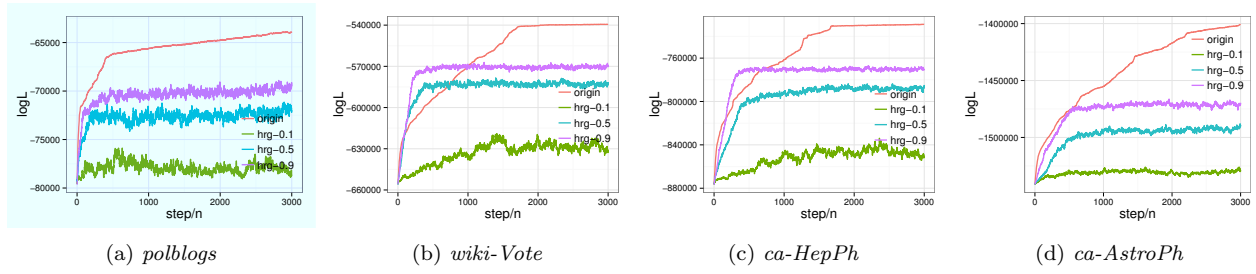 −65000
−70000
−75000
−80000
logL
0
1000
2000
3000
step/n
origin
hrg−0.1
hrg−0.5
hrg−0.9
(a) polblogs
−540000
−570000
−600000
−630000
−660000
logL
0
1000
2000
3000
step/n
origin
hrg−0.1
hrg−0.5
hrg−0.9
(b) wiki-Vote
−760000
−800000
−840000
−880000
logL
0
1000
2000
3000
step/n
origin
hrg−0.1
hrg−0.5
hrg−0.9
(c) ca-HepPh
−1400000
−1450000
−1500000
logL
0
1000
2000
3000
step/n
origin
hrg−0.1
hrg−0.5
hrg−0.9
(d) ca-AstroPh